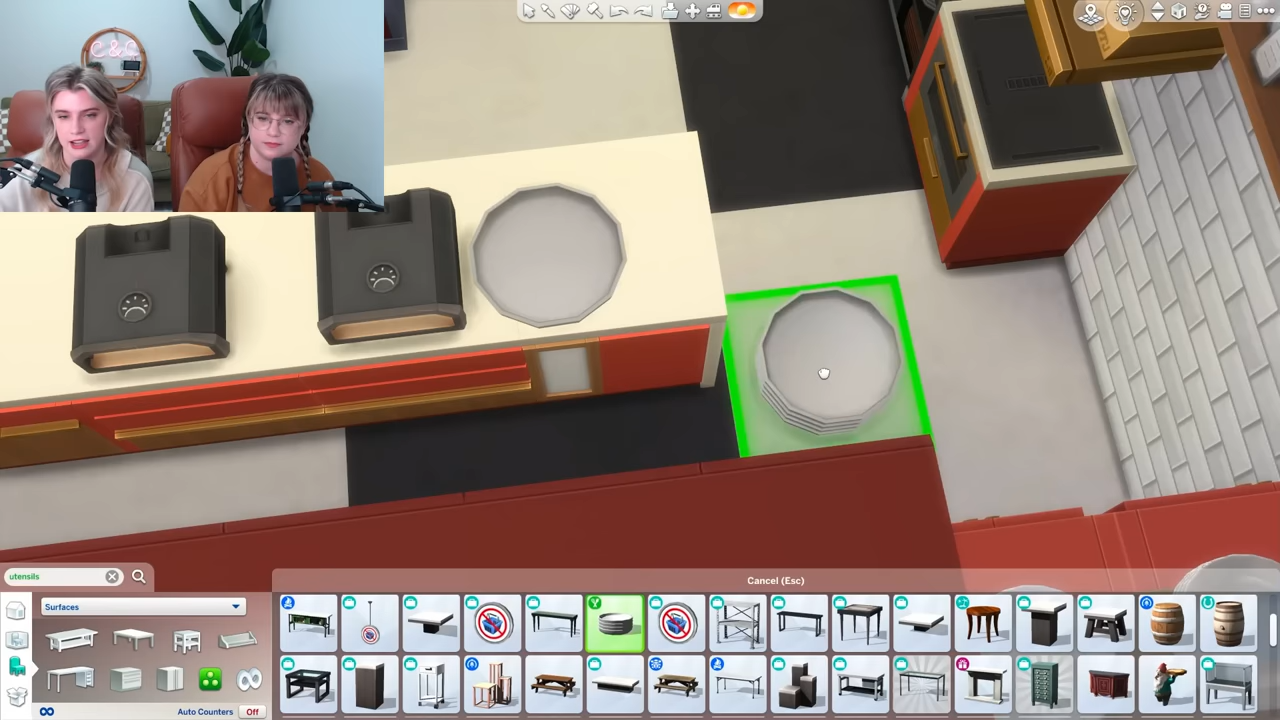 C&C
utensils
Cancel (Esc)
Surfaces
Auto Counters Off